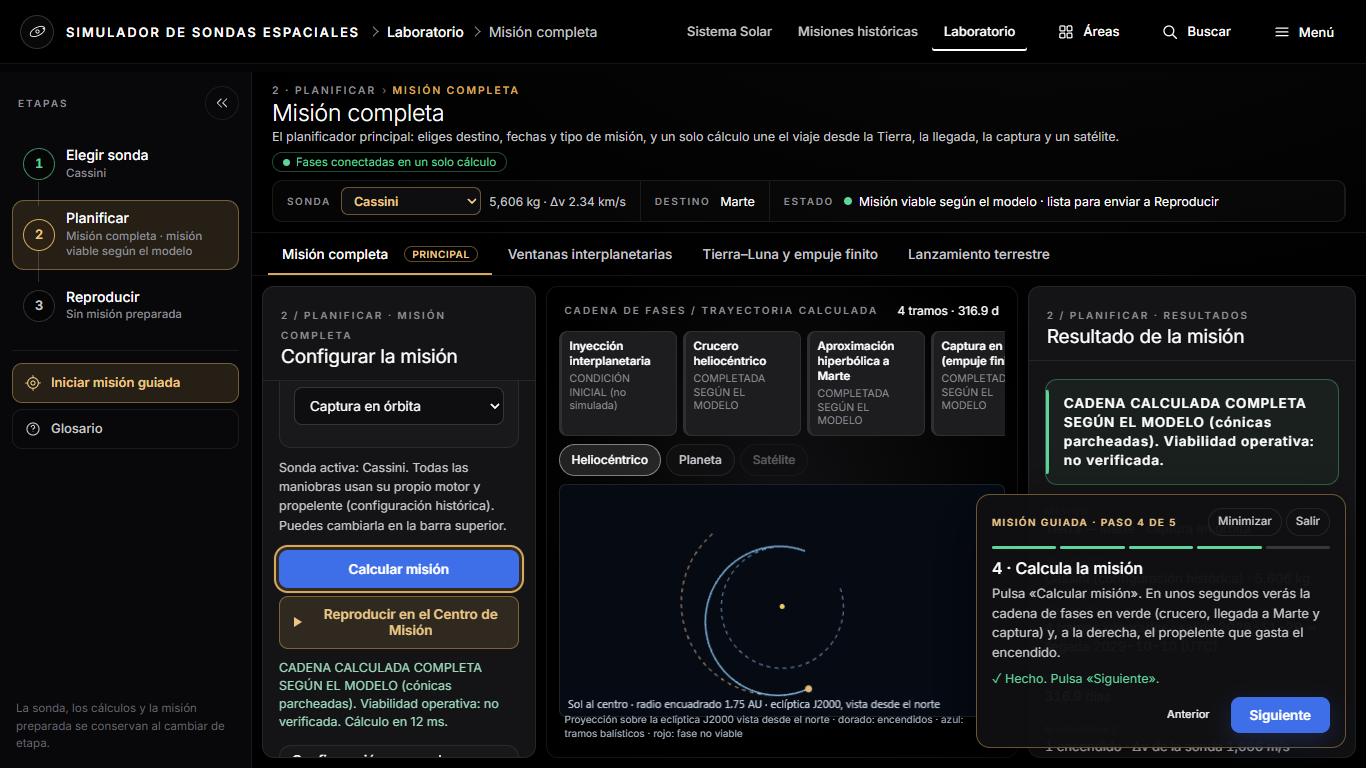 SIMULADOR DE SONDAS ESPACIALES
Laboratorio
Misión completa
Sistema Solar
Misiones históricas
Laboratorio
Áreas
Buscar
Menú
ETAPAS
1
Elegir sonda
Cassini
2
Planificar
Misión completa · misión
viable según el modelo
3
Reproducir
Sin misión preparada
Iniciar misión guiada
Glosario
La sonda, los cálculos y la misión
preparada se conservan al cambiar de
etapa.
2 · PLANIFICAR › MISIÓN COMPLETA
Misión completa
El planificador principal: eliges destino, fechas y tipo de misión, y un solo cálculo une el viaje desde la Tierra, la llegada, la captura y un satélite.
Fases conectadas en un solo cálculo
SONDA
Cassini
5,606 kg · Δv 2.34 km/s
DESTINO Marte
ESTADO
Misión viable según el modelo · lista para enviar a Reproducir
Misión completa
PRINCIPAL
Ventanas interplanetarias
Tierra–Luna y empuje finito
Lanzamiento terrestre
2 / PLANIFICAR · MISIÓN
COMPLETA
Configurar la misión
Captura en órbita
Sonda activa: Cassini. Todas las
maniobras usan su propio motor y
propelente (configuración histórica).
Puedes cambiarla en la barra superior.
Calcular misión
Reproducir en el Centro de
Misión
CADENA CALCULADA COMPLETA
SEGÚN EL MODELO (cónicas
parcheadas). Viabilidad operativa: no
verificada. Cálculo en 12 ms.
CADENA DE FASES / TRAYECTORIA CALCULADA
4 tramos · 316.9 d
Inyección
interplanetaria
CONDICIÓN
INICIAL (no
simulada)
Crucero
heliocéntrico
COMPLETADA
SEGÚN EL
MODELO
Aproximación
hiperbólica a
Marte
COMPLETADA
SEGÚN EL
MODELO
Captura en
(empuje fin
COMPLETAD
SEGÚN EL
MODELO
Heliocéntrico
Planeta
Satélite
Sol al centro · radio encuadrado 1.75 AU · eclíptica J2000, vista desde el norte
Proyección sobre la eclíptica J2000 vista desde el norte · dorado: encendidos · azul:
tramos balísticos · rojo: fase no viable
2 / PLANIFICAR · RESULTADOS
Resultado de la misión
CADENA CALCULADA COMPLETA
SEGÚN EL MODELO (cónicas
parcheadas). Viabilidad operativa:
no verificada.
MISIÓN GUIADA · PASO 4 DE 5
Minimizar
Salir
4 · Calcula la misión
Pulsa «Calcular misión». En unos segundos verás la
cadena de fases en verde (crucero, llegada a Marte y
captura) y, a la derecha, el propelente que gasta el
encendido.
✓ Hecho. Pulsa «Siguiente».
Anterior
Siguiente